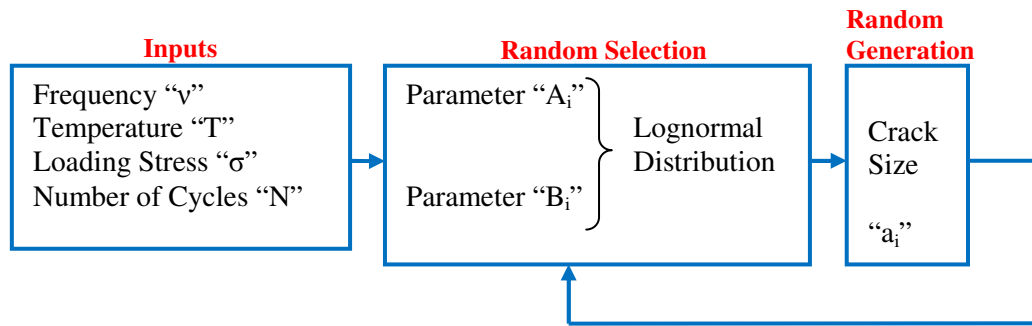 Inputs
Frequency “ν”
Temperature “T”
Loading Stress “σ”
Number of Cycles “N”
Random Selection
Parameter “Ai”
Parameter “Bi”
Lognormal
Distribution
Random
Generation
Crack
Size
“ai”